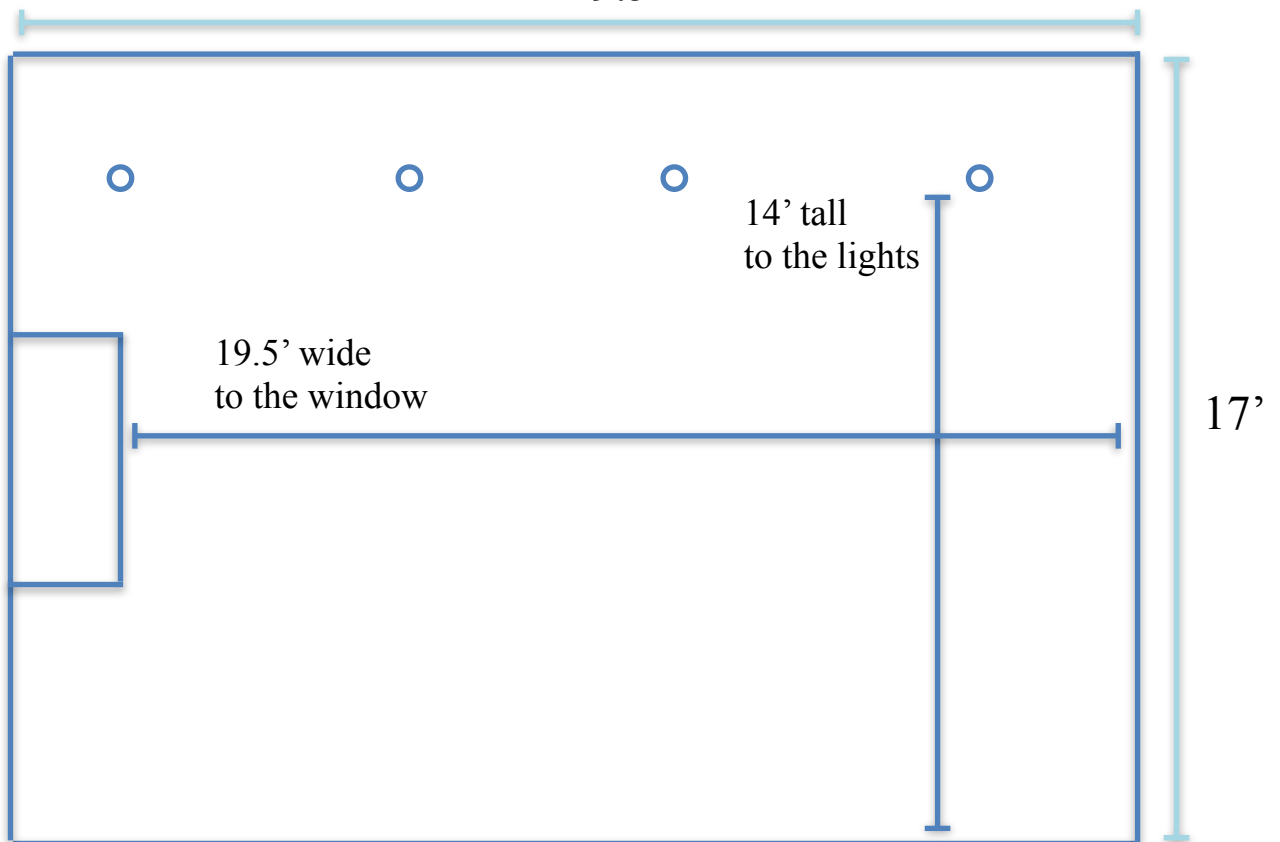 14’ tall
to the lights
19.5’ wide
to the window
17’